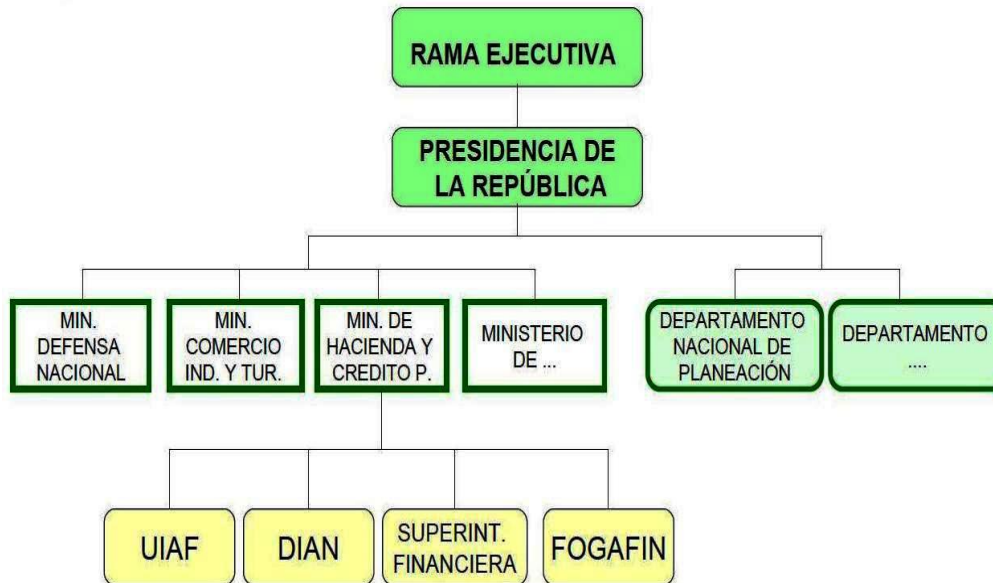 RAMA EJECUTIVA
PRESIDENCIA DE
LA REPÚBLICA
MIN.
DEFENSA
NACIONAL
MIN.
COMERCIO
IND. Y TUR.
MIN. DE
HACIENDA Y
CREDITO P.
MINISTERIO
DE ...
DEPARTAMENTO
NACIONAL DE
PLANEACIÓN
DEPARTAMENTO
....
UIAF
DIAN
SUPERINT.
FINANCIERA
FOGAFIN